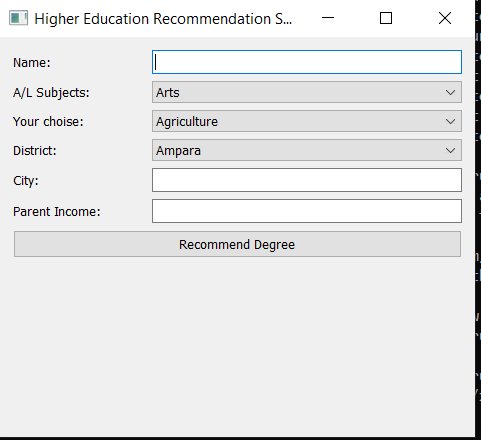 Higher Education Recommendation S...
Name:
A/L Subjects: Arts
Your choise: Agriculture
District: Ampara
City:
Parent Income:
Recommend Degree